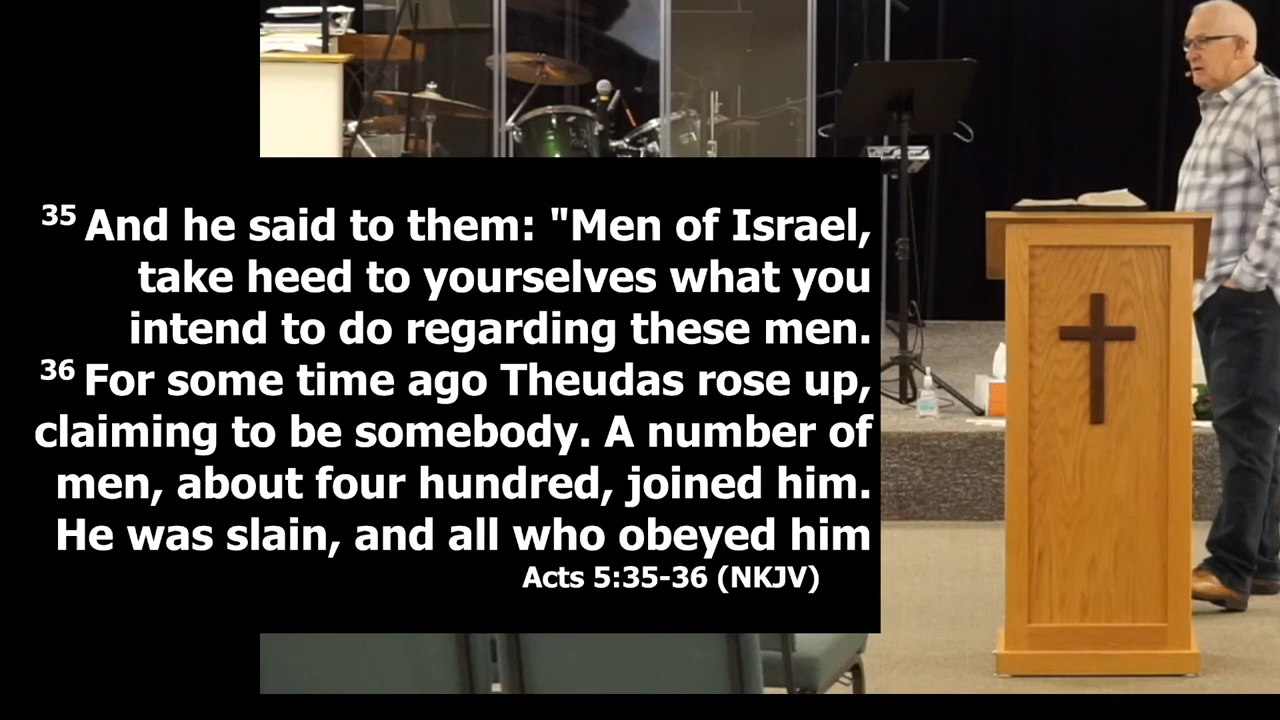 35 And he said to them: "Men of Israel,
take heed to yourselves what you
intend to do regarding these men.
36 For some time ago Theudas rose up,
claiming to be somebody. A number of
men, about four hundred, joined him.
He was slain, and all who obeyed him
Acts 5:35-36 (NKJV)